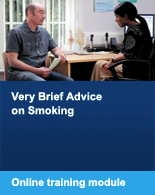 Very Brief Advice
on Smoking
Online training module